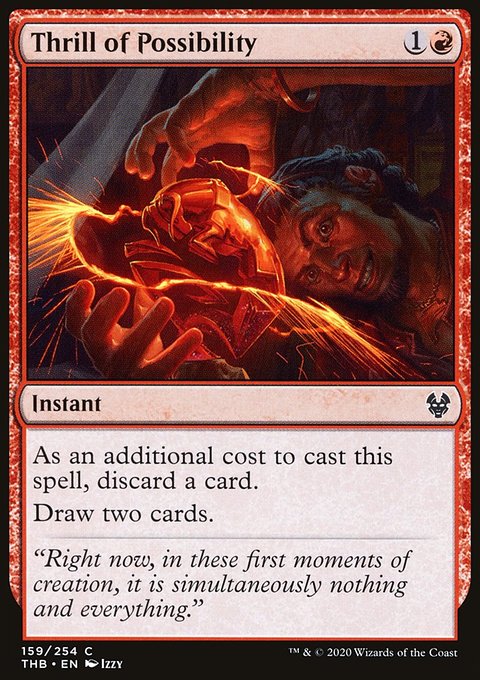 Thrill of Possibility 1
Instant
As an additional cost to cast this
spell, discard a card.
Draw two cards.
“Right now, in these first moments of
creation, it is simultaneously nothing
and everything.”
159/254 C
THB • EN Izzy
™ & © 2020 Wizards of the Coast